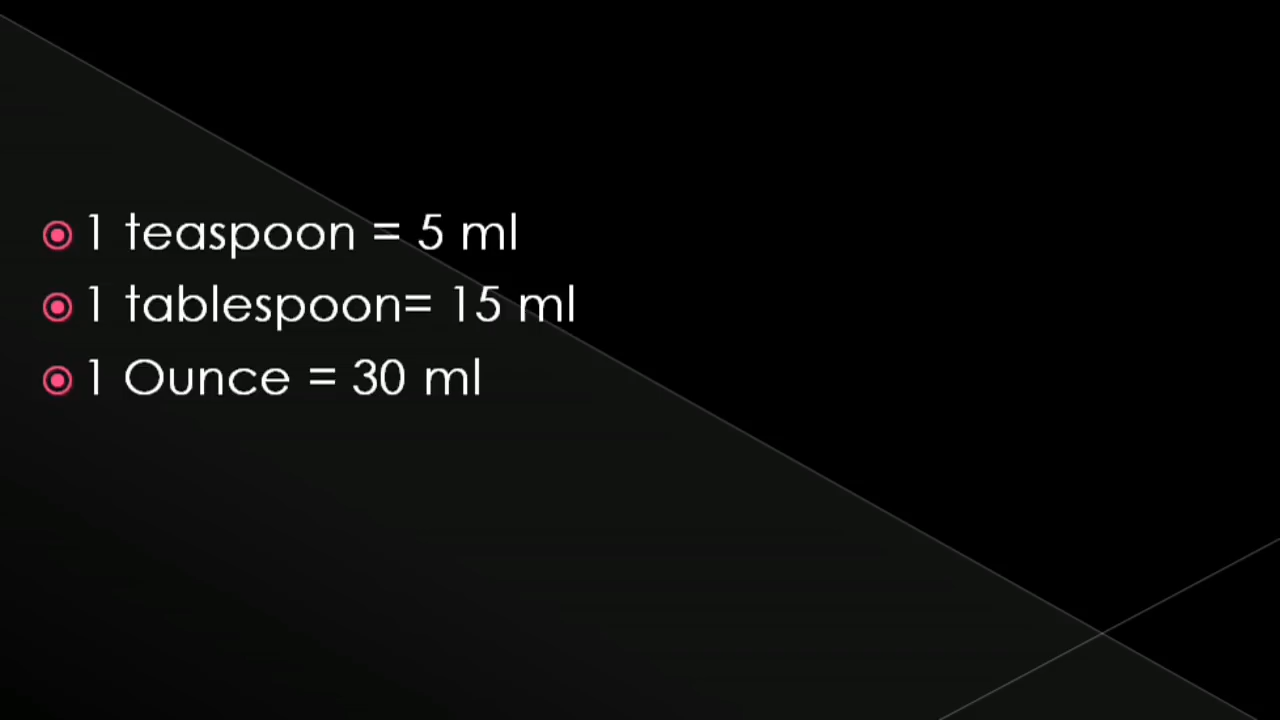 1 teaspoon = 5 ml
1 tablespoon= 15 ml
1 Ounce = 30 ml